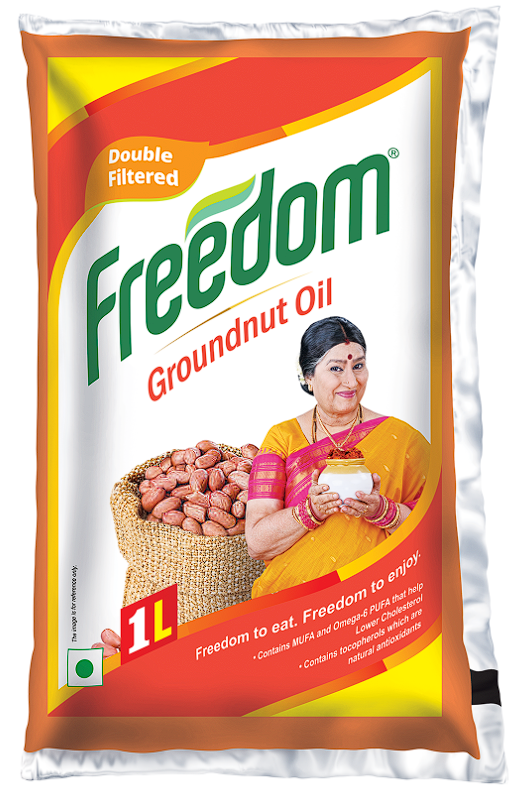 Double
Filtered
Freedom®
Groundnut Oil
The image is for reference only.
1L
Freedom to eat. Freedom to enjoy.
• Contains MUFA and Omega-6 PUFA that help
Lower Cholesterol
• Contains tocopherols which are
natural antioxidants